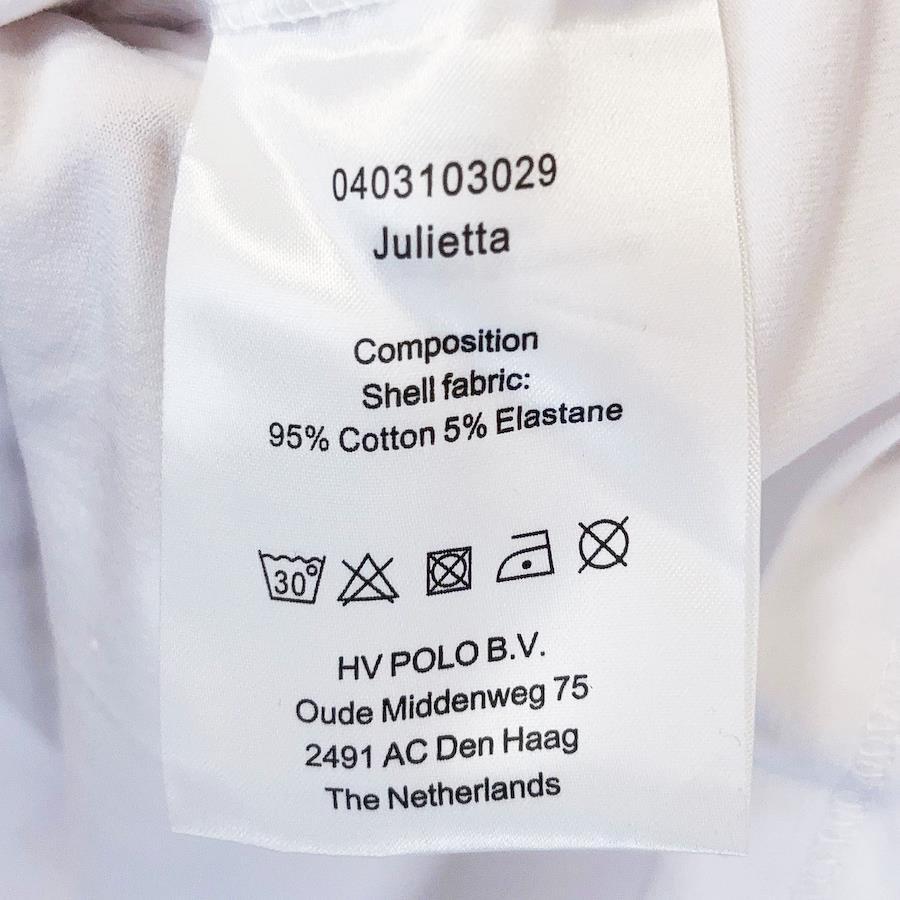 0403103029
Julietta
Composition
Shell fabric:
95% Cotton 5% Elastane
30°
HV POLO B.V.
Oude Middenweg 75
2491 AC Den Haag
The Netherlands